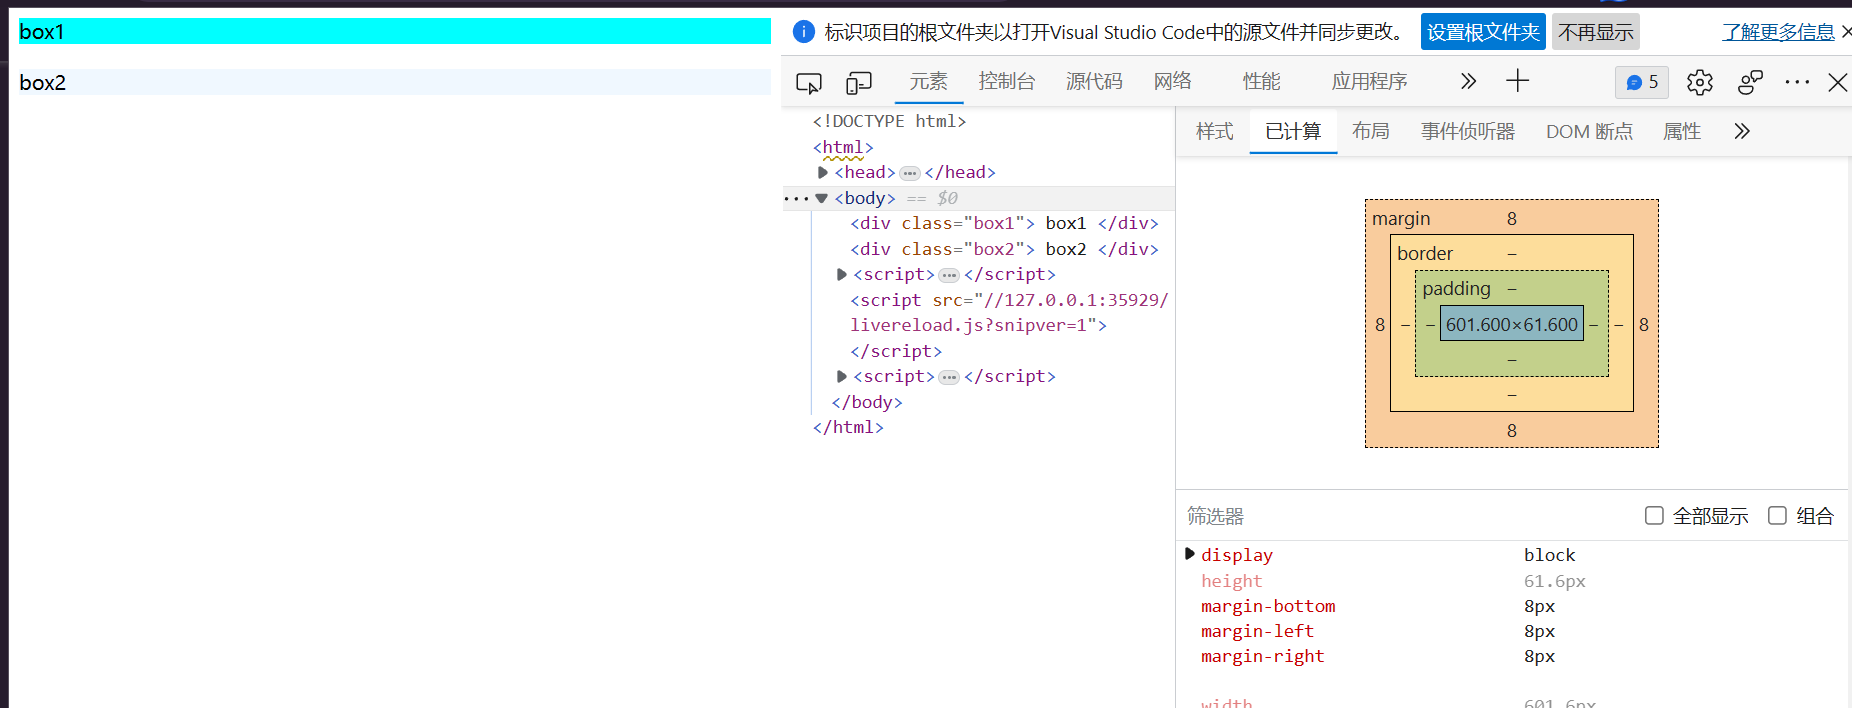 box1
box2
标识项目的根文件夹以打开Visual Studio Code中的源文件并同步更改。 设置根文件夹 不再显示 了解更多信息
元素 控制台 源代码 网络 性能 应用程序 5
<!DOCTYPE html>
<html>
<head> ⋯ </head>
<body> == $0
<div class="box1"> box1 </div>
<div class="box2"> box2 </div>
<script> ⋯ </script>
<script src="//127.0.0.1:35929/
livereload.js?snipver=1">
</script>
<script> ⋯ </script>
</body>
</html>
样式 已计算 布局 事件侦听器 DOM 断点 属性
margin 8
border –
padding –
8 – – 601.600×61.600 – – 8
–
–
8
筛选器 全部显示 组合
display block
height 61.6px
margin-bottom 8px
margin-left 8px
margin-right 8px
width 601.6px